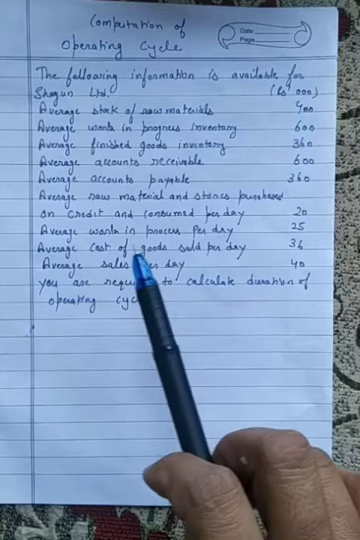 Computation of
Operating Cycle
Date
Page
The following information is available for
Shogun Ltd. (Rs '000)
Average stock of raw materials 400
Average work in progress inventory 600
Average finished goods inventory 360
Average accounts receivable 600
Average accounts payable 360
Average raw material and stores purchased
on credit and consumed per day 20
Average work in process per day 25
Average cost of goods sold per day 36
Average sales per day 40
You are to calculate duration of
operating